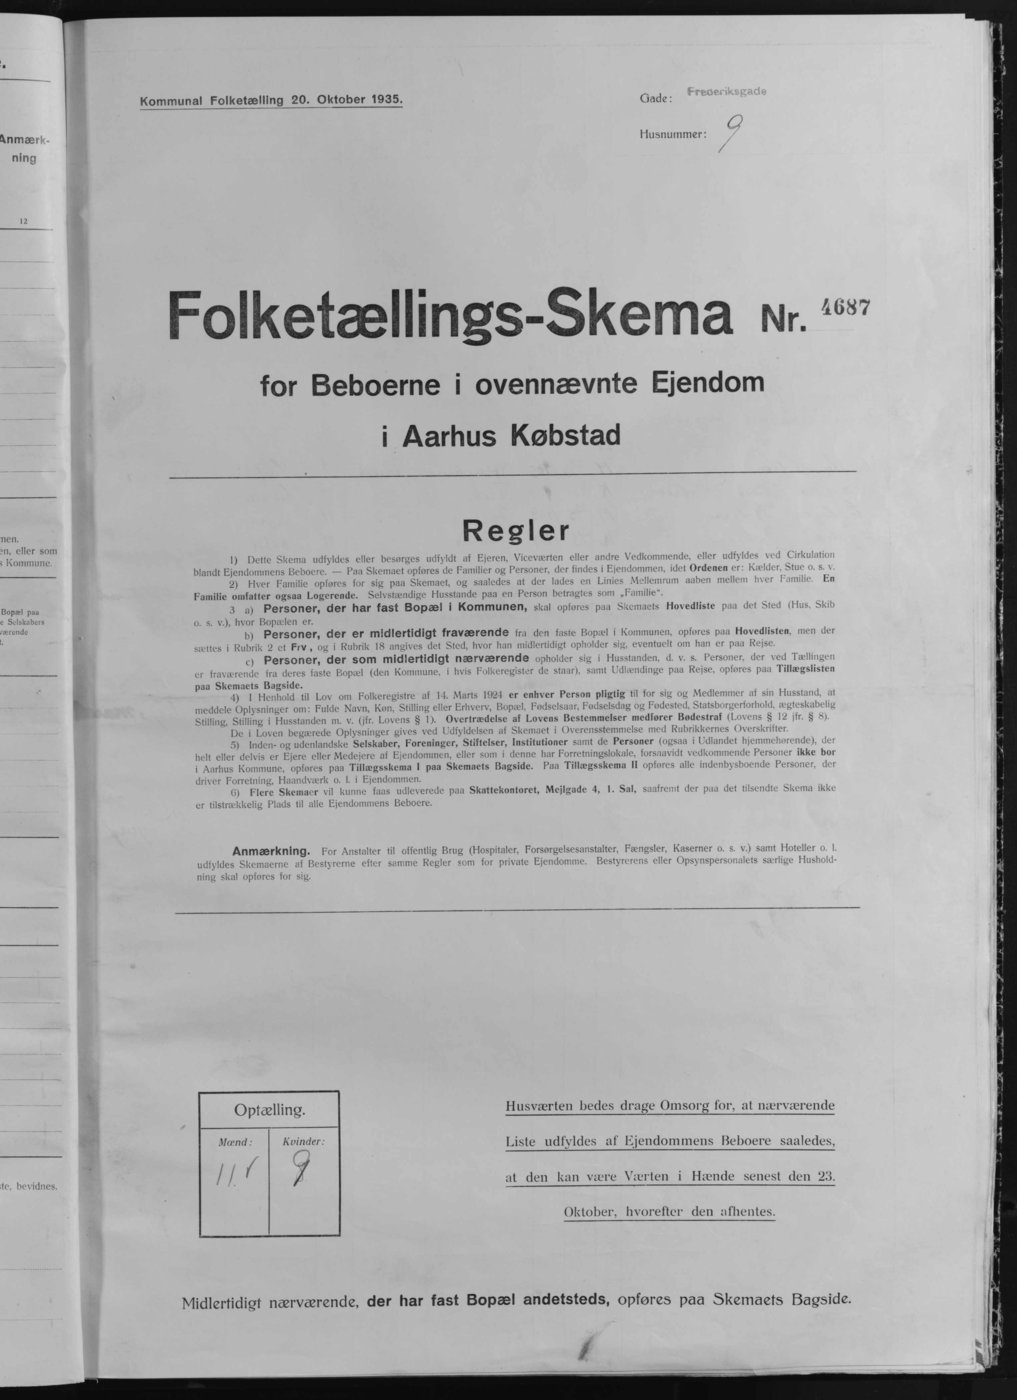 Anmærk-
ning
12
Kommunal Folketælling 20. Oktober 1935.
Gade: Frederiksgade
Husnummer: 9
Folketællings-Skema Nr. 4687
for Beboerne i ovennævnte Ejendom
i Aarhus Købstad
Regler
1) Dette Skema udfyldes eller besørges udfyldt af Ejeren, Viceværten eller andre Vedkommende, eller udfyldes ved Cirkulation
blandt Ejendommens Beboere. — Paa Skemaet opføres de Familier og Personer, der findes i Ejendommen, idet Ordenen er: Kælder, Stue o. s. v.
2) Hver Familie opføres for sig paa Skemaet, og saaledes at der lades en Linies Mellemrum aaben mellem hver Familie. En
Familie omfatter ogsaa Logerende. Selvstændige Husstande paa en Person betragtes som „Familie“.
3 a) Personer, der har fast Bopæl i Kommunen, skal opføres paa Skemaets Hovedliste paa det Sted (Hus, Skib
o. s. v.), hvor Bopælen er.
b) Personer, der er midlertidigt fraværende fra den faste Bopæl i Kommunen, opføres paa Hovedlisten, men der
sættes i Rubrik 2 et Frv., og i Rubrik 18 angives det Sted, hvor han midlertidigt opholder sig, eventuelt om han er paa Rejse.
c) Personer, der som midlertidigt nærværende opholder sig i Husstanden, d. v. s. Personer, der ved Tællingen
er fraværende fra deres faste Bopæl (den Kommune, i hvis Folkeregister de staar), samt Udlændinge paa Rejse, opføres paa Tillægslisten
paa Skemaets Bagside.
4) I Henhold til Lov om Folkeregistre af 14. Marts 1924 er enhver Person pligtig til for sig og Medlemmer af sin Husstand, at
meddele Oplysninger om: Fulde Navn, Køn, Stilling eller Erhverv, Bopæl, Fødselsaar, Fødselsdag og Fødested, Statsborgerforhold, ægteskabelig
Stilling, Stilling i Husstanden m. v. (jfr. Lovens § 1). Overtrædelse af Lovens Bestemmelser medfører Bødestraf (Lovens § 12 jfr. § 8).
De i Loven begærede Oplysninger gives ved Udfyldelsen af Skemaet i Overensstemmelse med Rubrikkernes Overskrifter.
5) Inden- og udenlandske Selskaber, Foreninger, Stiftelser, Institutioner samt de Personer (ogsaa i Udlandet hjemmehørende), der
helt eller delvis er Ejere eller Medejere af Ejendommen, eller som i denne har Forretningslokale, forsaavidt vedkommende Personer ikke bor
i Aarhus Kommune, opføres paa Tillægsskema I paa Skemaets Bagside. Paa Tillægsskema II opføres alle indenbysboende Personer, der
driver Forretning, Haandværk o. l. i Ejendommen.
6) Flere Skemaer vil kunne faas udleverede paa Skattekontoret, Mejlgade 4, 1. Sal, saafremt der paa det tilsendte Skema ikke
er tilstrækkelig Plads til alle Ejendommens Beboere.
Anmærkning. For Anstalter til offentlig Brug (Hospitaler, Forsørgelsesanstalter, Fængsler, Kaserner o. s. v.) samt Hoteller o. l.
udfyldes Skemaerne af Bestyrerne efter samme Regler som for private Ejendomme. Bestyrerens eller Opsynspersonalets særlige Hushold-
ning skal opføres for sig.
Optælling.
Mænd: Kvinder:
11 9
Husværten bedes drage Omsorg for, at nærværende
Liste udfyldes af Ejendommens Beboere saaledes,
at den kan være Værten i Hænde senest den 23.
Oktober, hvorefter den afhentes.
Midlertidigt nærværende, der har fast Bopæl andetsteds, opføres paa Skemaets Bagside.